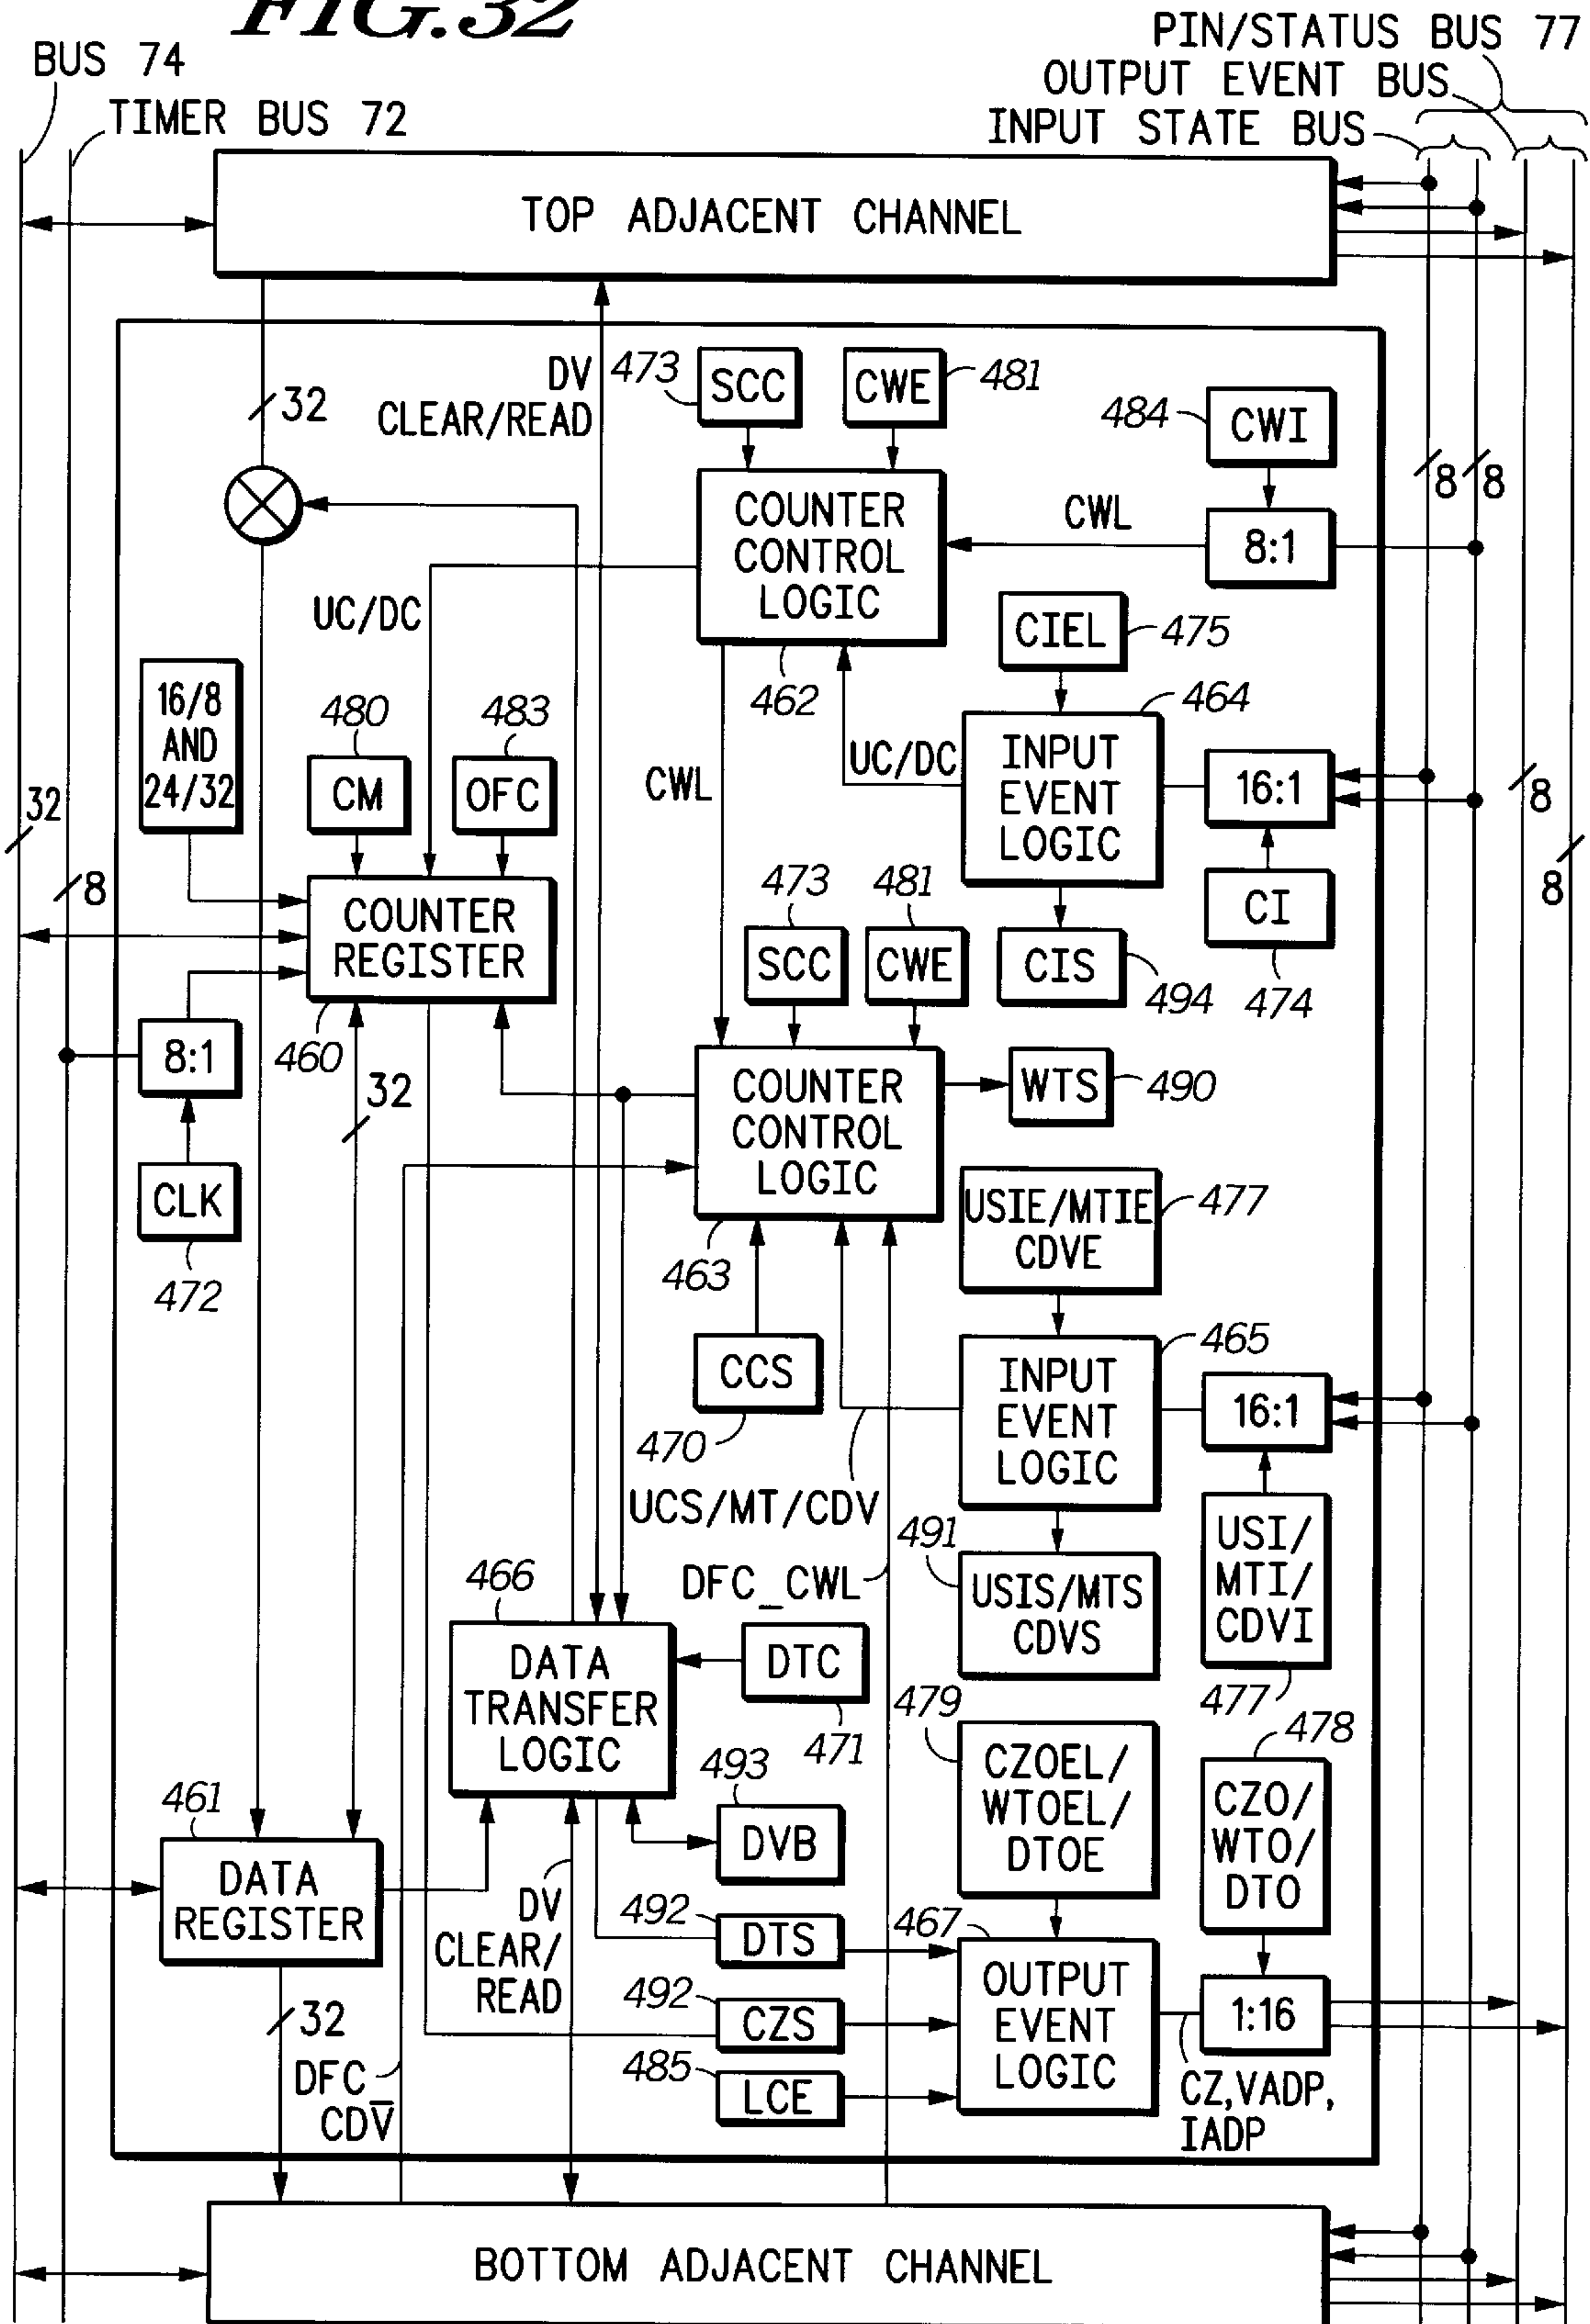 FIG.32
PIN/STATUS BUS 77
BUS 74
OUTPUT EVENT BUS
TIMER BUS 72
INPUT STATE BUS
TOP ADJACENT CHANNEL
32
DV
CLEAR/READ
473
SCC
CWE
481
484
CWI
8
8
COUNTER
CONTROL
LOGIC
462
CWL
8:1
UC/DC
CIEL
475
464
16/8
AND
24/32
480
CM
483
OFC
CWL
UC/DC
INPUT
EVENT
LOGIC
16:1
CI
474
8
8
32
8
COUNTER
REGISTER
460
473
SCC
481
CWE
CIS
494
8:1
32
CLK
472
COUNTER
CONTROL
LOGIC
463
WTS
490
USIE/MTIE
CDVE
477
CCS
470
465
INPUT
EVENT
LOGIC
16:1
UCS/MT/CDV
491
USIS/MTS
CDVS
USI/
MTI/
CDVI
477
DFC_CWL
466
DATA
TRANSFER
LOGIC
DTC
471
479
CZOEL/
WTOEL/
DTOE
478
CZO/
WTO/
DTO
493
DVB
461
DATA
REGISTER
DV
CLEAR/
READ
492
DTS
467
492
CZS
OUTPUT
EVENT
LOGIC
1:16
32
485
LCE
DFC
CDV̅
CZ,VADP,
IADP
BOTTOM ADJACENT CHANNEL